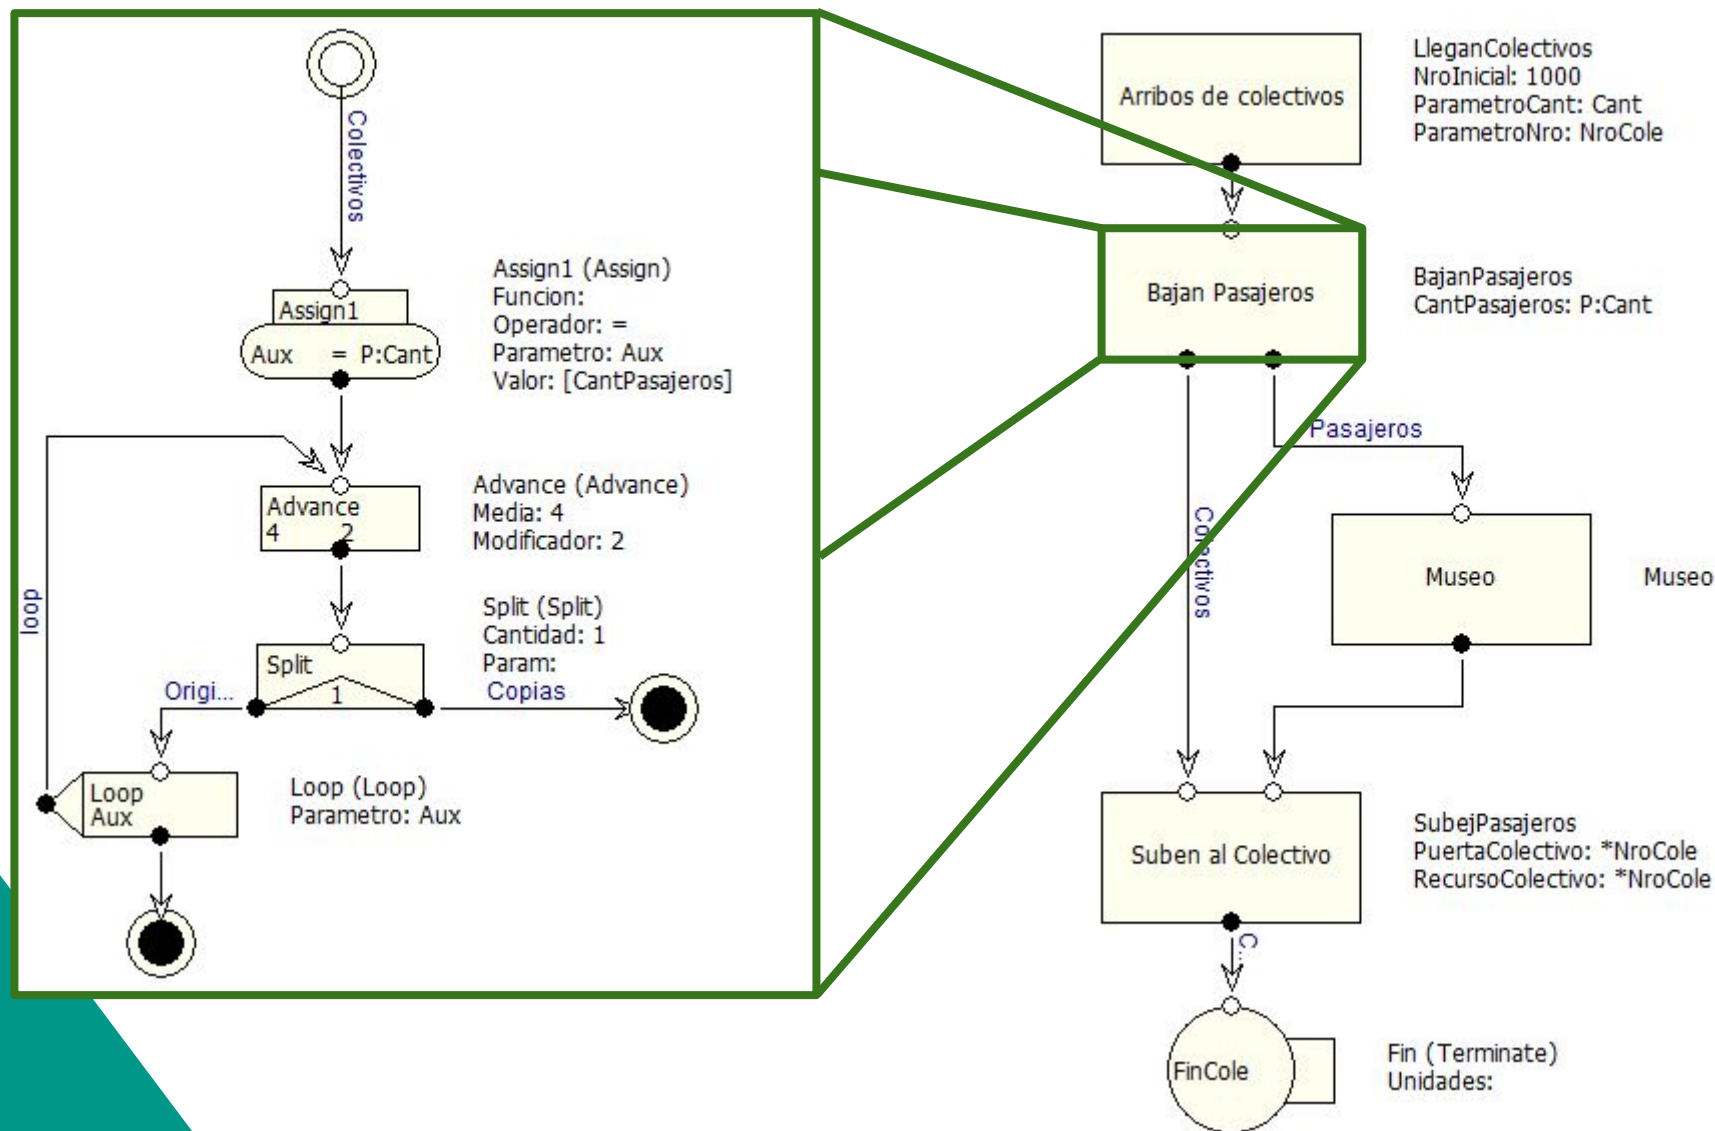 Colectivos
Assign1
Aux = P:Cant
Assign1 (Assign)
Funcion:
Operador: =
Parametro: Aux
Valor: [CantPasajeros]
Advance
4 2
Advance (Advance)
Media: 4
Modificador: 2
loop
Split
1
Split (Split)
Cantidad: 1
Param:
Origi...
Copias
Loop
Aux
Loop (Loop)
Parametro: Aux
Arribos de colectivos
LleganColectivos
NroInicial: 1000
ParametroCant: Cant
ParametroNro: NroCole
Bajan Pasajeros
BajanPasajeros
CantPasajeros: P:Cant
Pasajeros
Colectivos
Museo
Museo
Suben al Colectivo
SubejPasajeros
PuertaColectivo: *NroCole
RecursoColectivo: *NroCole
C...
FinCole
Fin (Terminate)
Unidades: